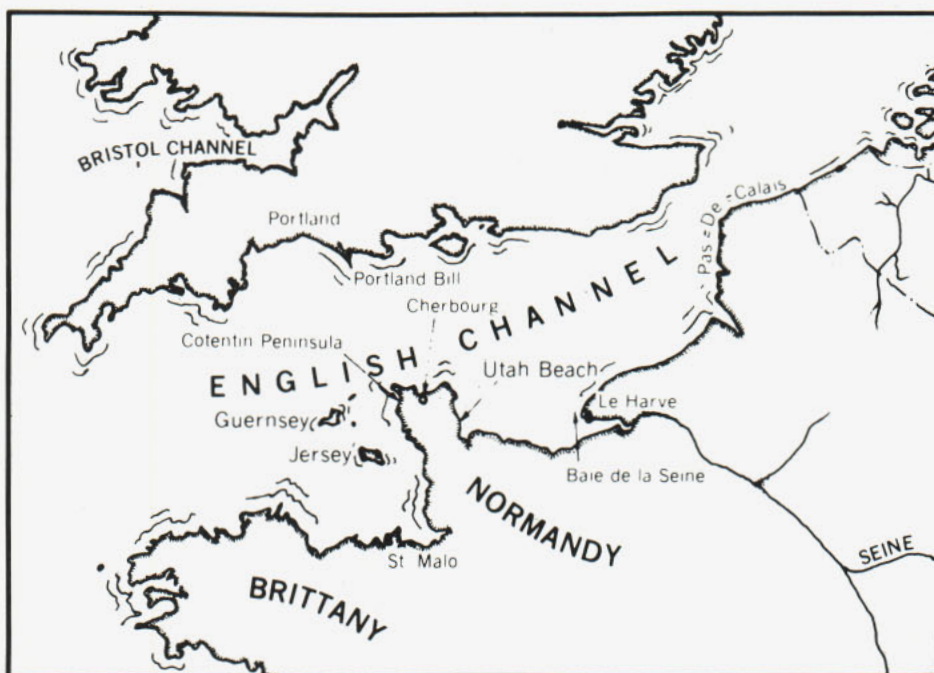 BRISTOL CHANNEL
Portland
Pas-De-Calais
Portland Bill
Cherbourg
Cotentin Peninsula
ENGLISH CHANNEL
Utah Beach
Guernsey
Le Harve
Jersey
Baie de la Seine
NORMANDY
St Malo
SEINE
BRITTANY